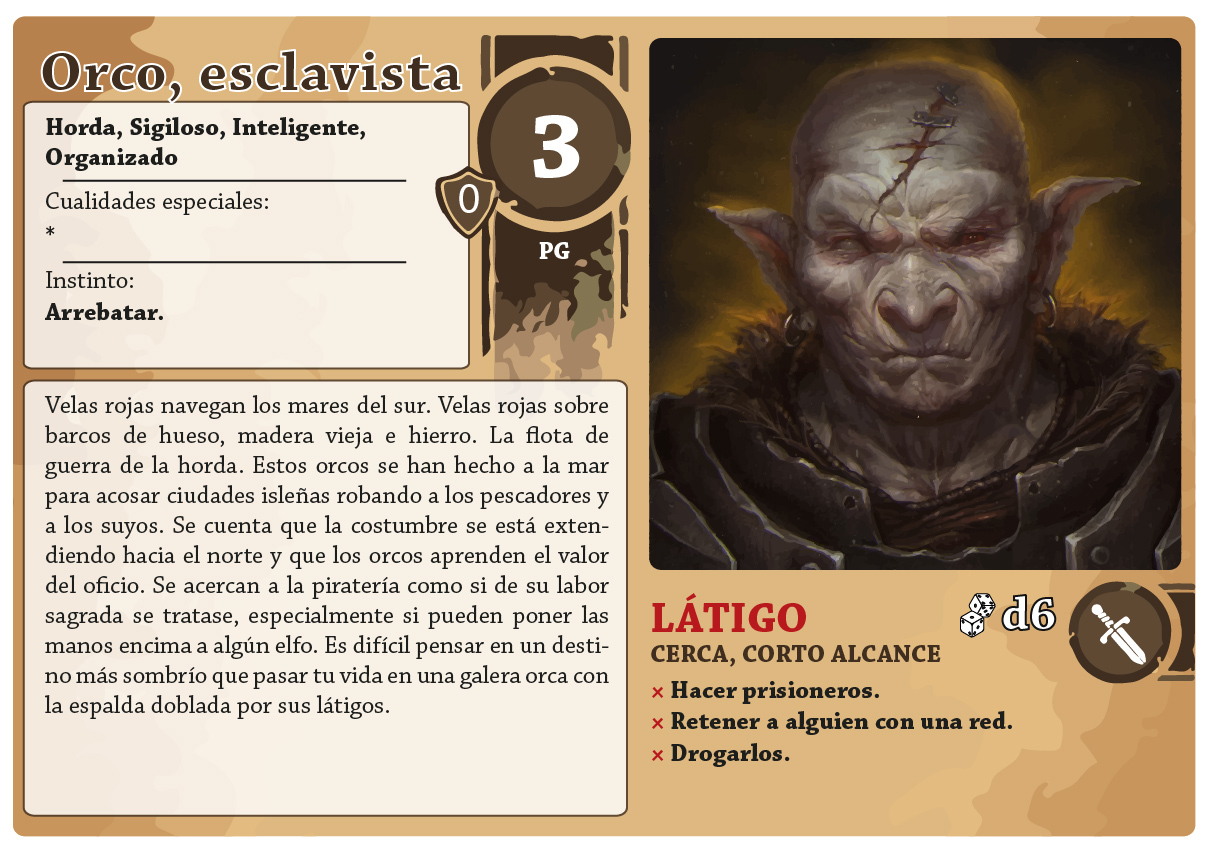 Orco, esclavista
Horda, Sigiloso, Inteligente,
Organizado
Cualidades especiales:
*
Instinto:
Arrebatar.
0
3
PG
Velas rojas navegan los mares del sur. Velas rojas sobre
barcos de hueso, madera vieja e hierro. La flota de
guerra de la horda. Estos orcos se han hecho a la mar
para acosar ciudades isleñas robando a los pescadores y
a los suyos. Se cuenta que la costumbre se está exten-
diendo hacia el norte y que los orcos aprenden el valor
del oficio. Se acercan a la piratería como si de su labor
sagrada se tratase, especialmente si pueden poner las
manos encima a algún elfo. Es difícil pensar en un desti-
no más sombrío que pasar tu vida en una galera orca con
la espalda doblada por sus látigos.
LÁTIGO
d6
CERCA, CORTO ALCANCE
× Hacer prisioneros.
× Retener a alguien con una red.
× Drogarlos.